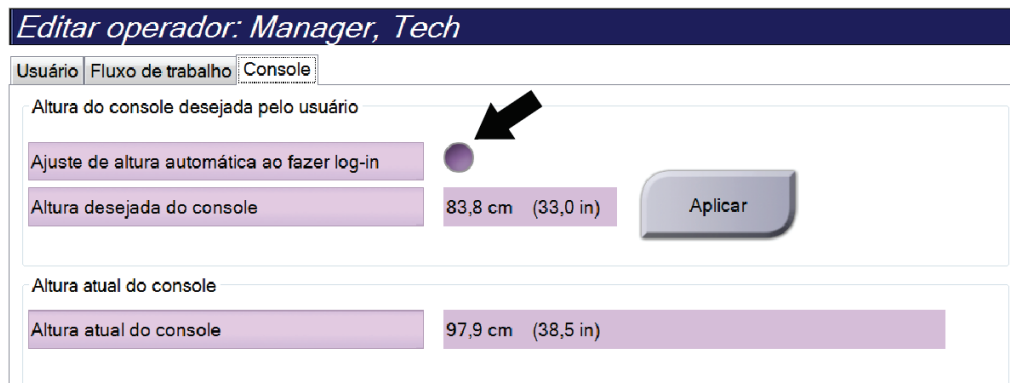 Editar operador: Manager, Tech
Usuário Fluxo de trabalho Console
Altura do console desejada pelo usuário
Ajuste de altura automática ao fazer log-in
Altura desejada do console 83,8 cm (33,0 in) Aplicar
Altura atual do console
Altura atual do console 97,9 cm (38,5 in)